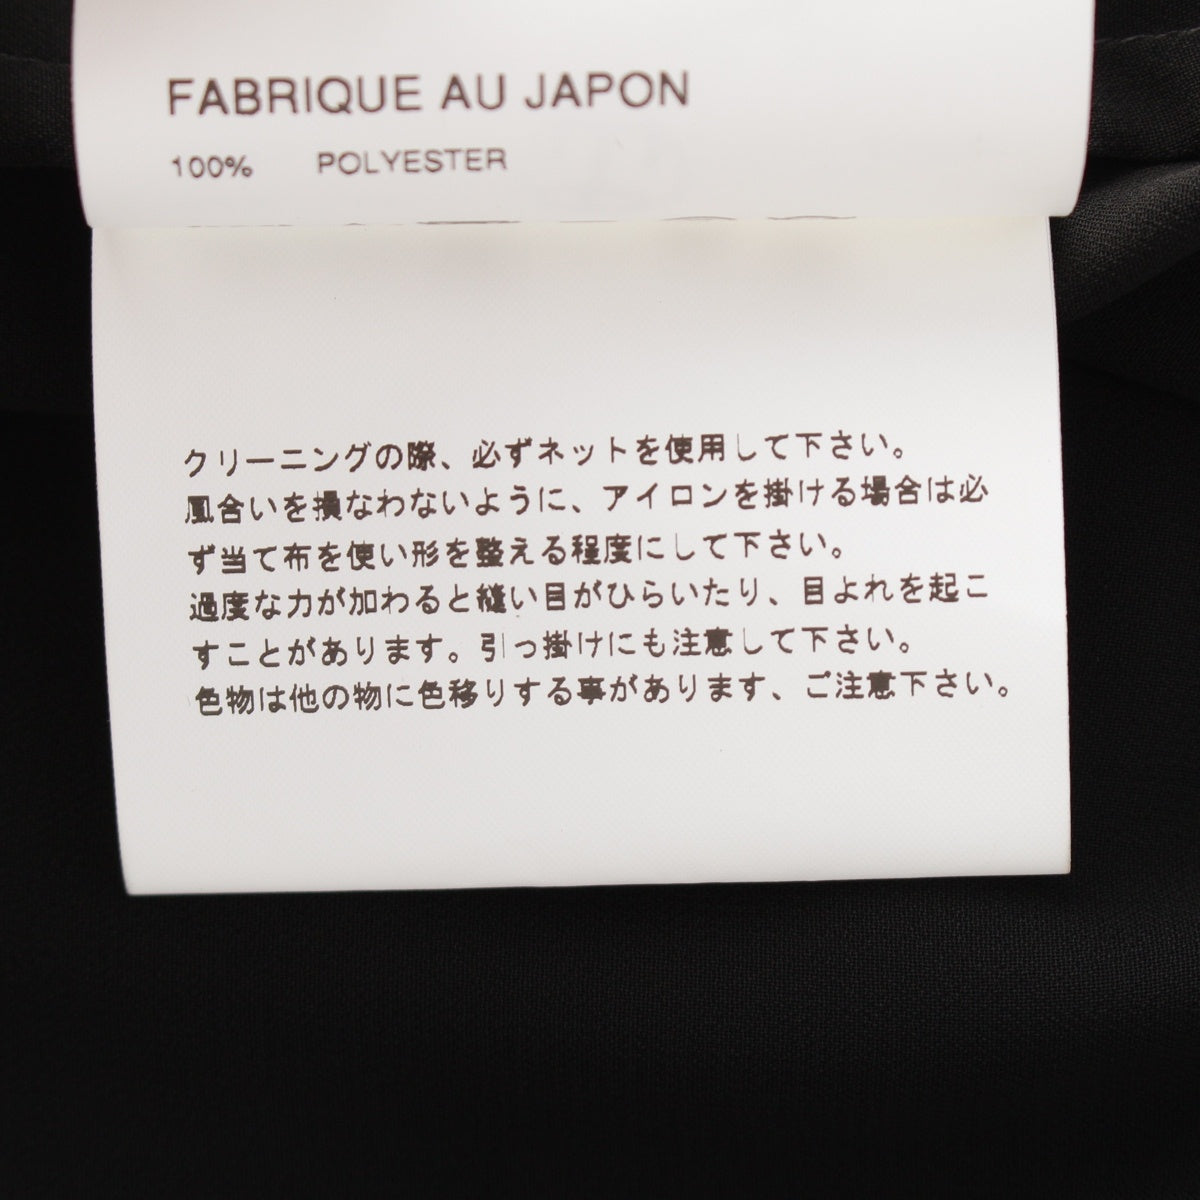 FABRIQUE AU JAPON
100% POLYESTER
クリーニングの際、必ずネットを使用して下さい。
風合いを損なわないように、アイロンを掛ける場合は必
ず当て布を使い形を整える程度にして下さい。
過度な力が加わると縫い目がひらいたり、目よれを起こ
すことがあります。引っ掛けにも注意して下さい。
色物は他の物に色移りする事があります、ご注意下さい。